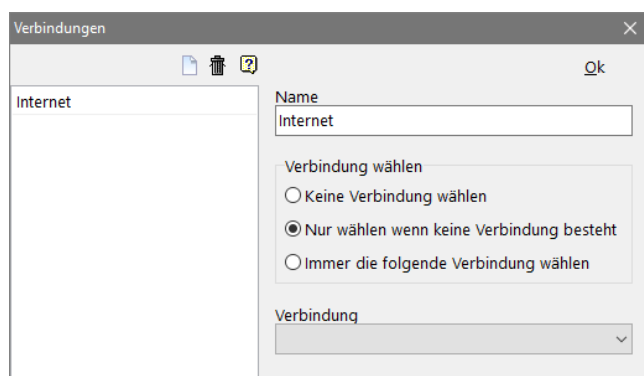 Verbindungen
Ok
Internet
Name
Internet
Verbindung wählen
Keine Verbindung wählen
Nur wählen wenn keine Verbindung besteht
Immer die folgende Verbindung wählen
Verbindung